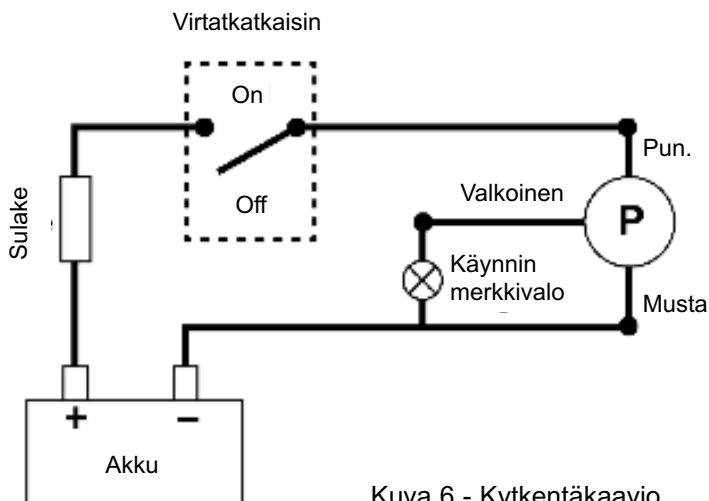 Virtatkatkaisin
On
Off
Sulake
Pun.
Valkoinen
P
Käynnin
merkkivalo
Musta
+ −
Akku
Kuva 6 - Kytkentäkaavio